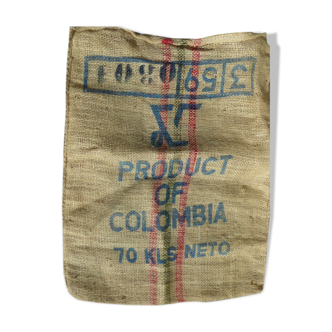 PRODUCT
OF
COLOMBIA
70 KLS NETO